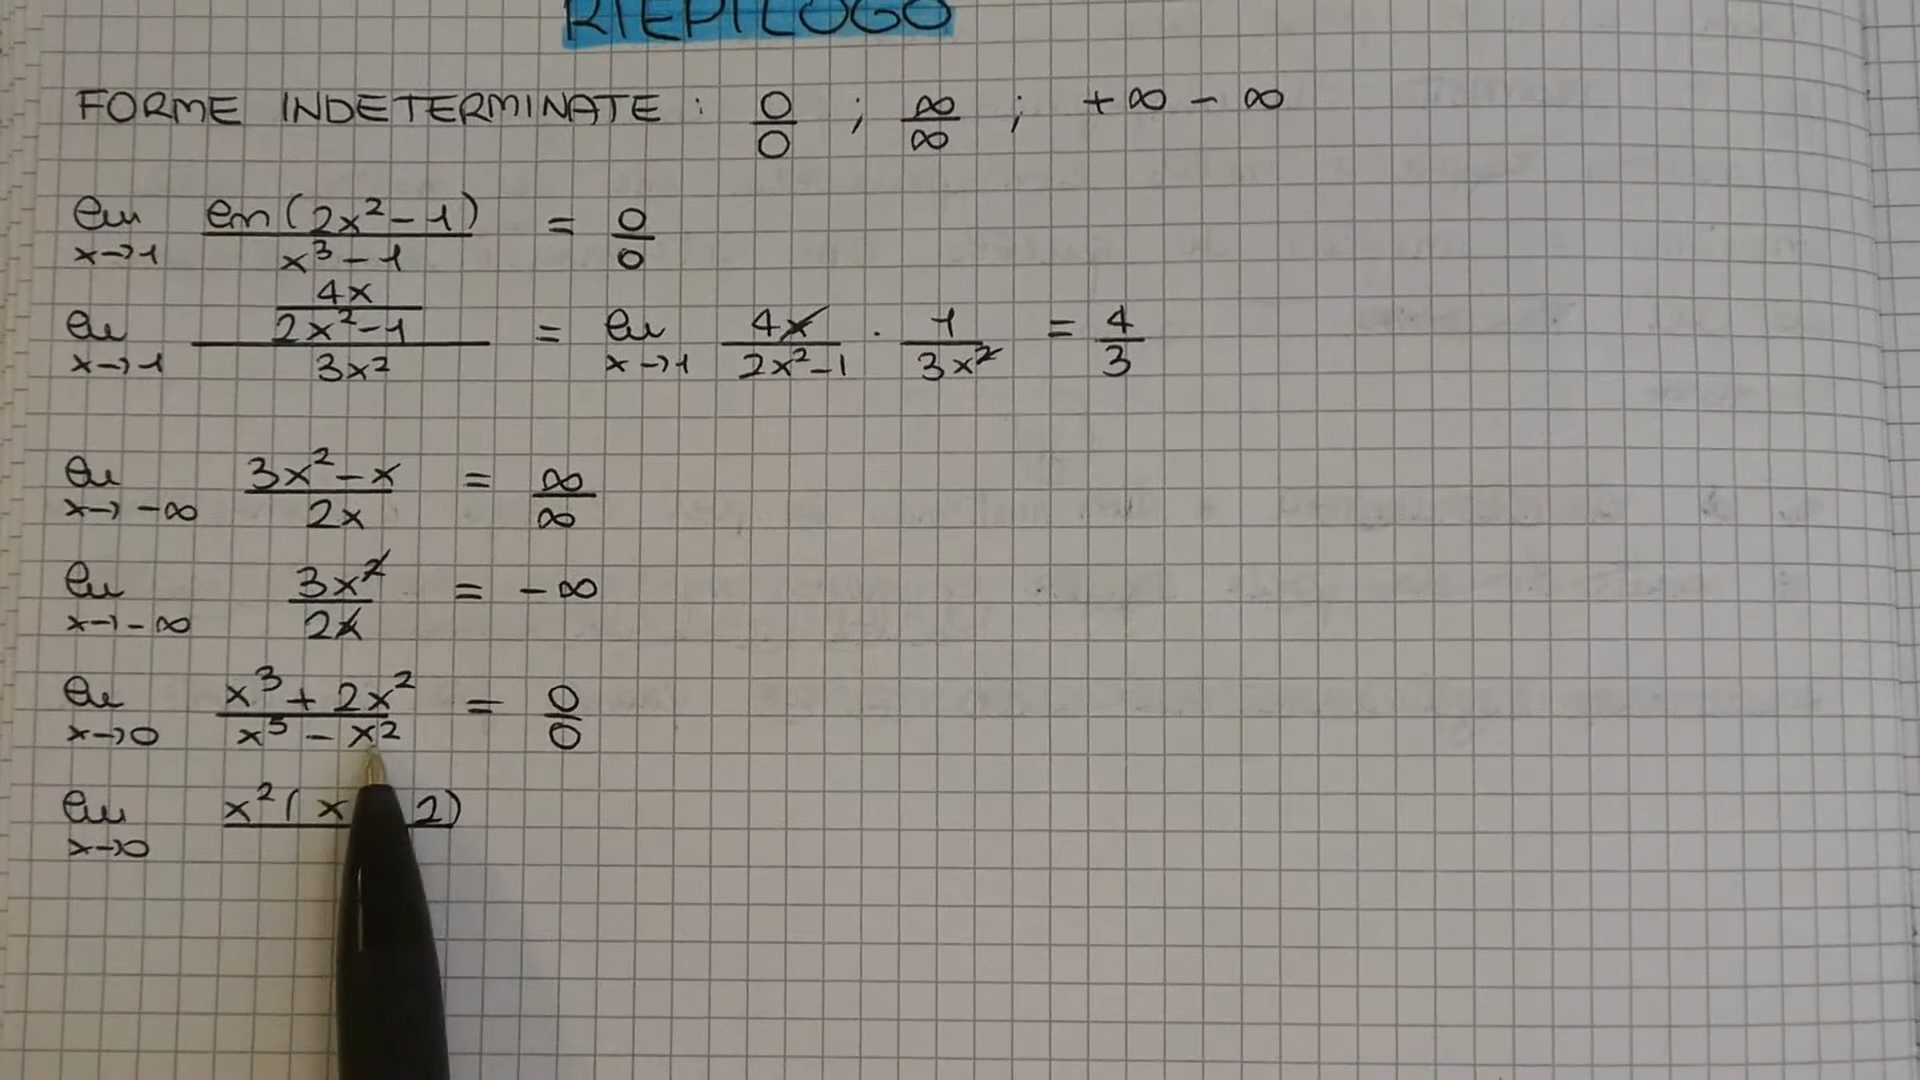 RIEPILOGO
FORME INDETERMINATE : 0/0 ; ∞/∞ ; +∞ - ∞
lim x→1 ln(2x² - 1) / x³ - 1 = 0/0
lim x→1 4x / 2x² - 1 / 3x² = lim x→1 4x / 2x² - 1 · 1 / 3x² = 4/3
lim x→-∞ 3x² - x / 2x = ∞/∞
lim x→-∞ 3x² / 2x = -∞
lim x→0 x³ + 2x² / x⁵ - x² = 0/0
lim x→0 x² ( x 2)